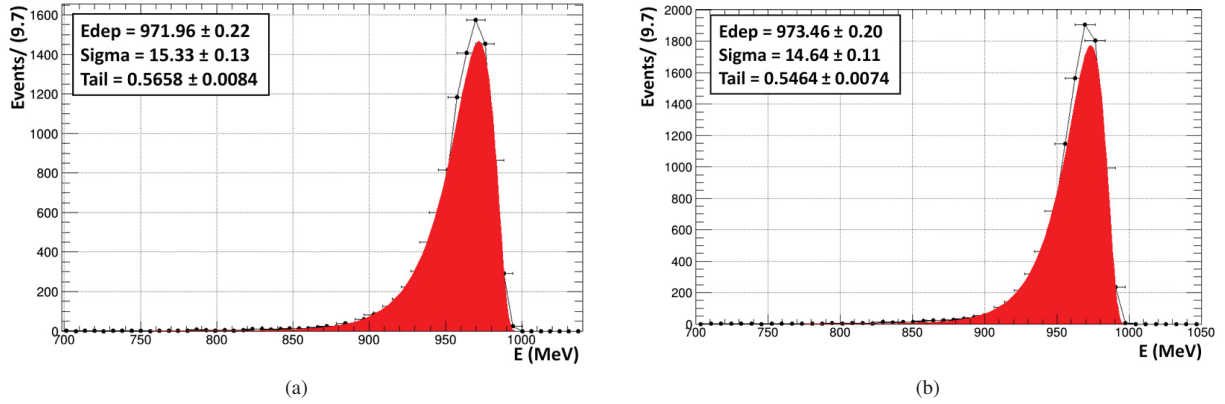 Events/ (9.7)
1600
1400
1200
1000
800
600
400
200
0
Edep = 971.96 ± 0.22
Sigma = 15.33 ± 0.13
Tail = 0.5658 ± 0.0084
700 750 800 850 900 950 1000
E (MeV)
(a)
Events/ (9.7)
2000
1800
1600
1400
1200
1000
800
600
400
200
0
Edep = 973.46 ± 0.20
Sigma = 14.64 ± 0.11
Tail = 0.5464 ± 0.0074
700 750 800 850 900 950 1000 1050
E (MeV)
(b)